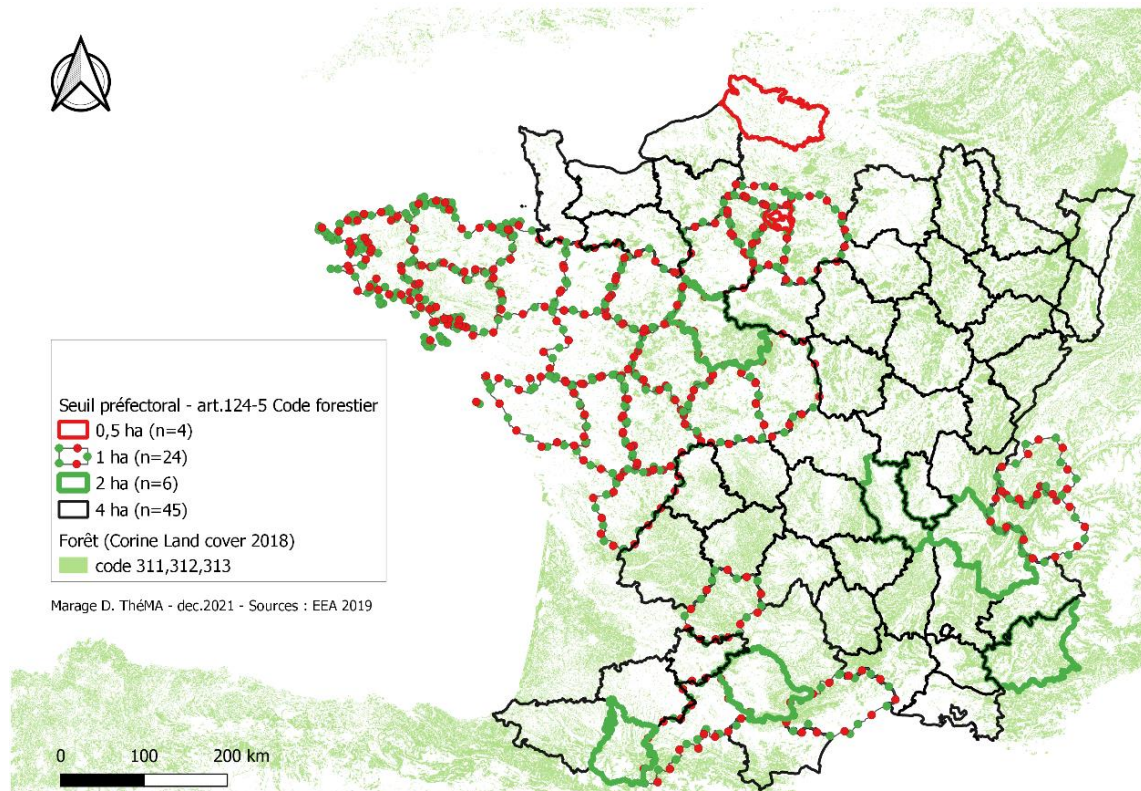 Seuil préfectoral - art.124-5 Code forestier
0,5 ha (n=4)
1 ha (n=24)
2 ha (n=6)
4 ha (n=45)
Forêt (Corine Land cover 2018)
code 311,312,313
Marage D. ThéMA - dec.2021 - Sources : EEA 2019
0 100 200 km